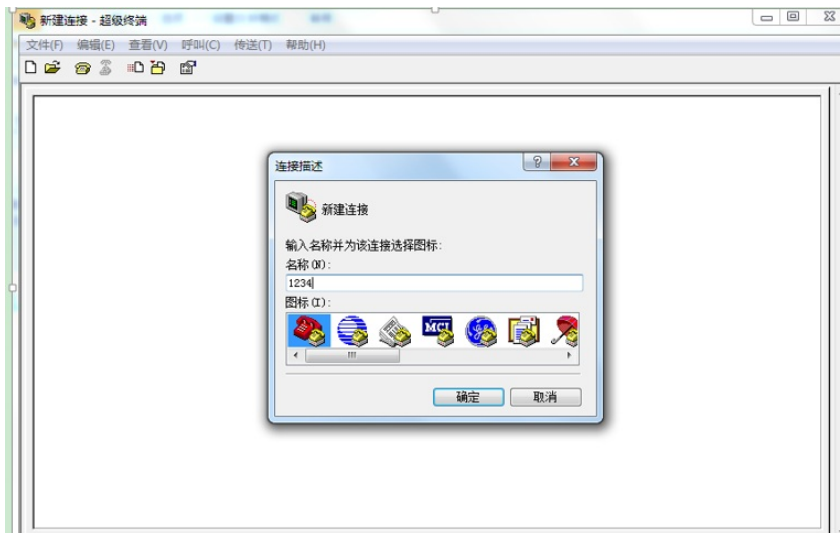 新建连接 - 超级终端
文件(F) 编辑(E) 查看(V) 呼叫(C) 传送(T) 帮助(H)
连接描述
新建连接
输入名称并为该连接选择图标:
名称(N):
1234
图标(I):
MCI
确定 取消